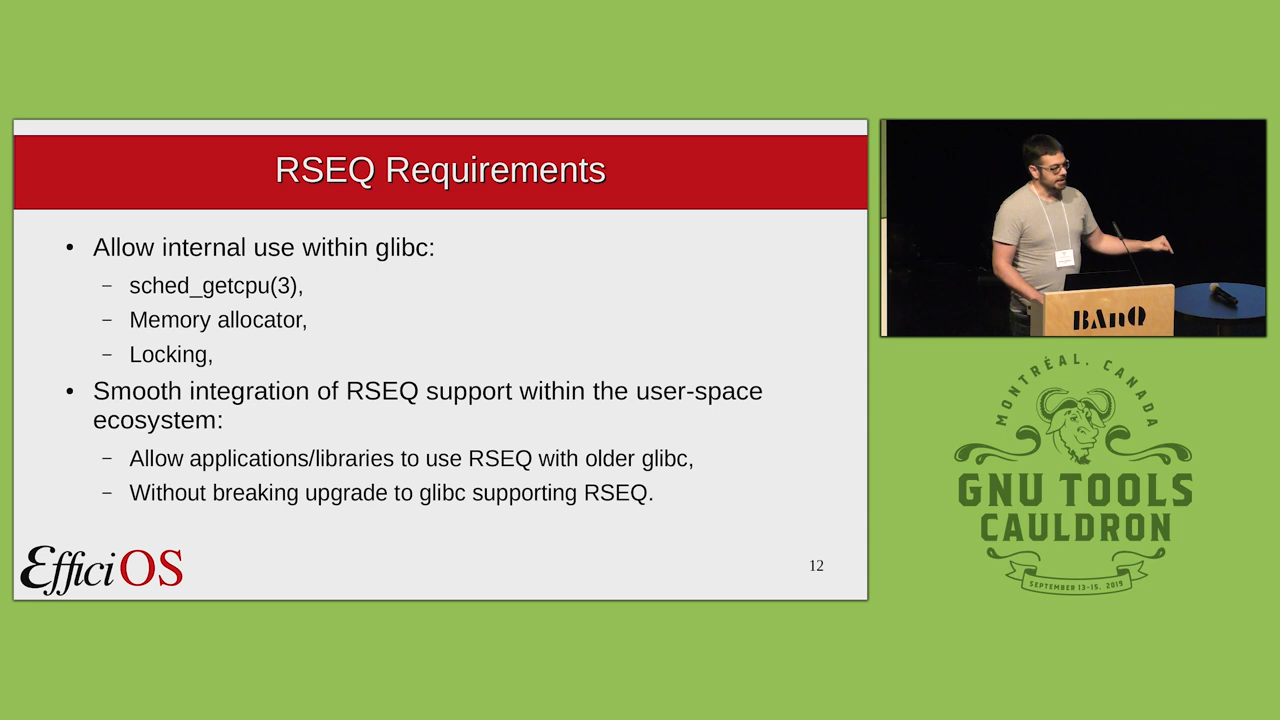 RSEQ Requirements
• Allow internal use within glibc:
– sched_getcpu(3),
– Memory allocator,
– Locking,
• Smooth integration of RSEQ support within the user-space
ecosystem:
– Allow applications/libraries to use RSEQ with older glibc,
– Without breaking upgrade to glibc supporting RSEQ.
EfficiOS
12
BAnQ
MONTRÉAL, CANADA
GNU TOOLS
CAULDRON
SEPTEMBER 13-15, 2019